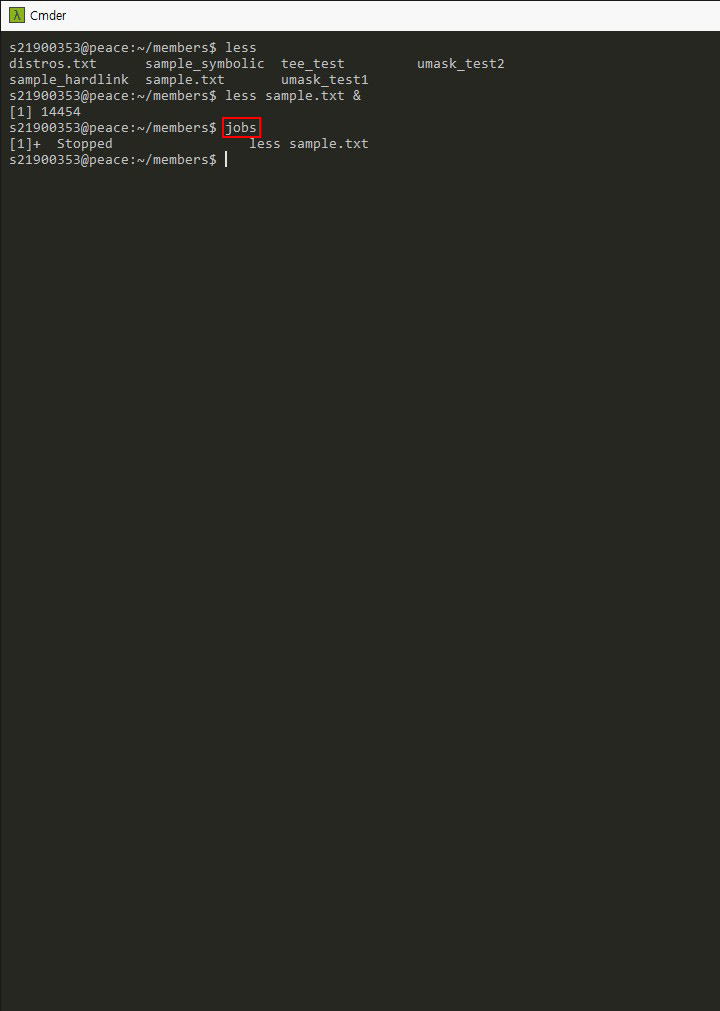 λ Cmder
s21900353@peace:~/members$ less
distros.txt      sample_symbolic  tee_test         umask_test2
sample_hardlink  sample.txt       umask_test1
s21900353@peace:~/members$ less sample.txt &
[1] 14454
s21900353@peace:~/members$ jobs
[1]+  Stopped                 less sample.txt
s21900353@peace:~/members$